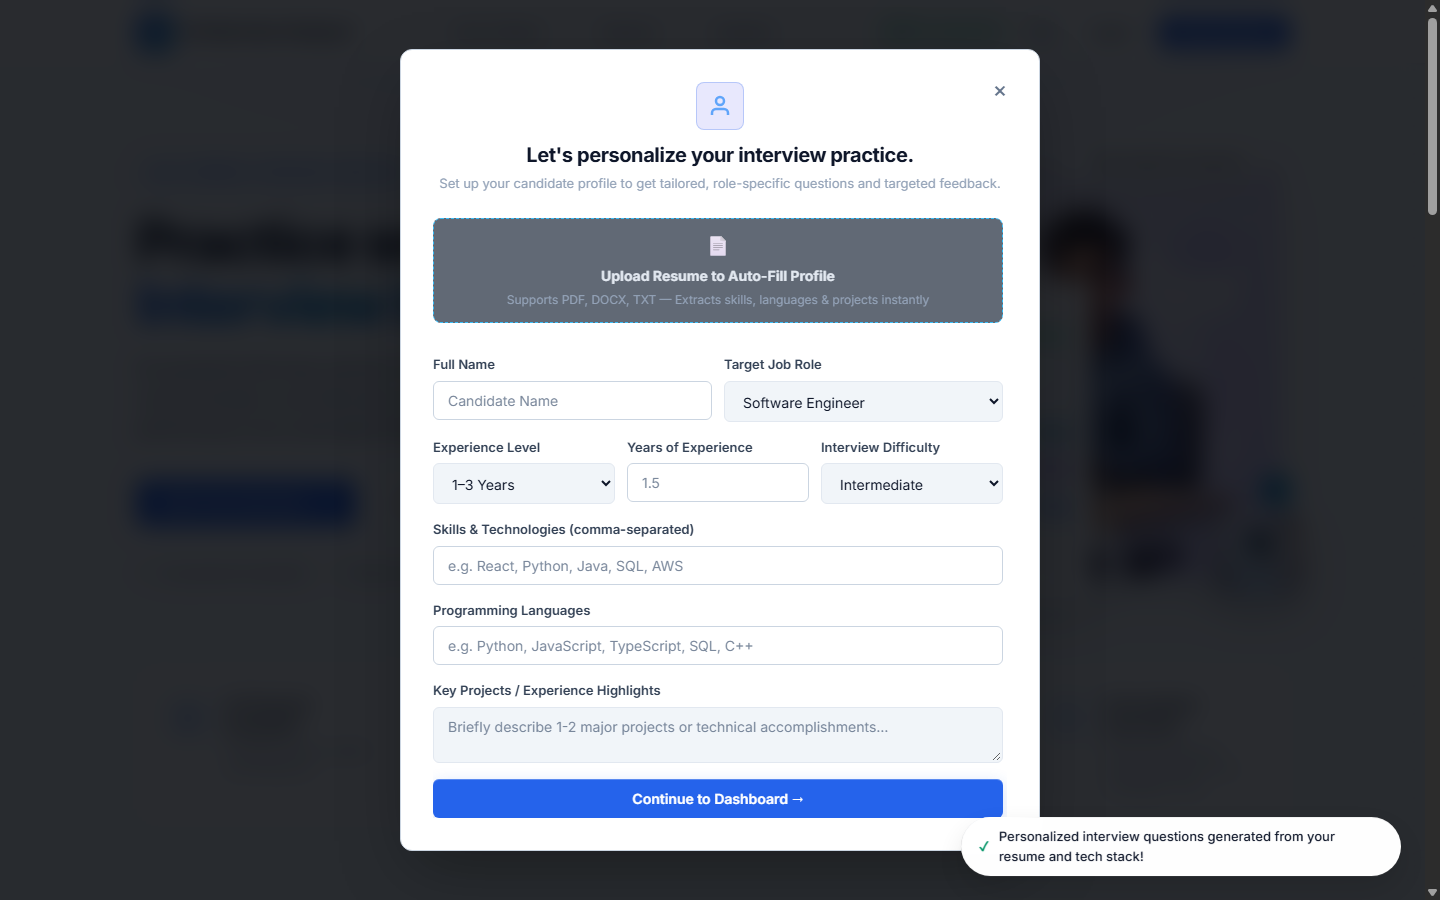 Let's personalize your interview practice.
Set up your candidate profile to get tailored, role-specific questions and targeted feedback.
Upload Resume to Auto-Fill Profile
Supports PDF, DOCX, TXT — Extracts skills, languages & projects instantly
Full Name
Target Job Role
Candidate Name
Software Engineer
Experience Level
Years of Experience
Interview Difficulty
1–3 Years
1.5
Intermediate
Skills & Technologies (comma-separated)
e.g. React, Python, Java, SQL, AWS
Programming Languages
e.g. Python, JavaScript, TypeScript, SQL, C++
Key Projects / Experience Highlights
Briefly describe 1-2 major projects or technical accomplishments...
Continue to Dashboard →
Personalized interview questions generated from your
resume and tech stack!